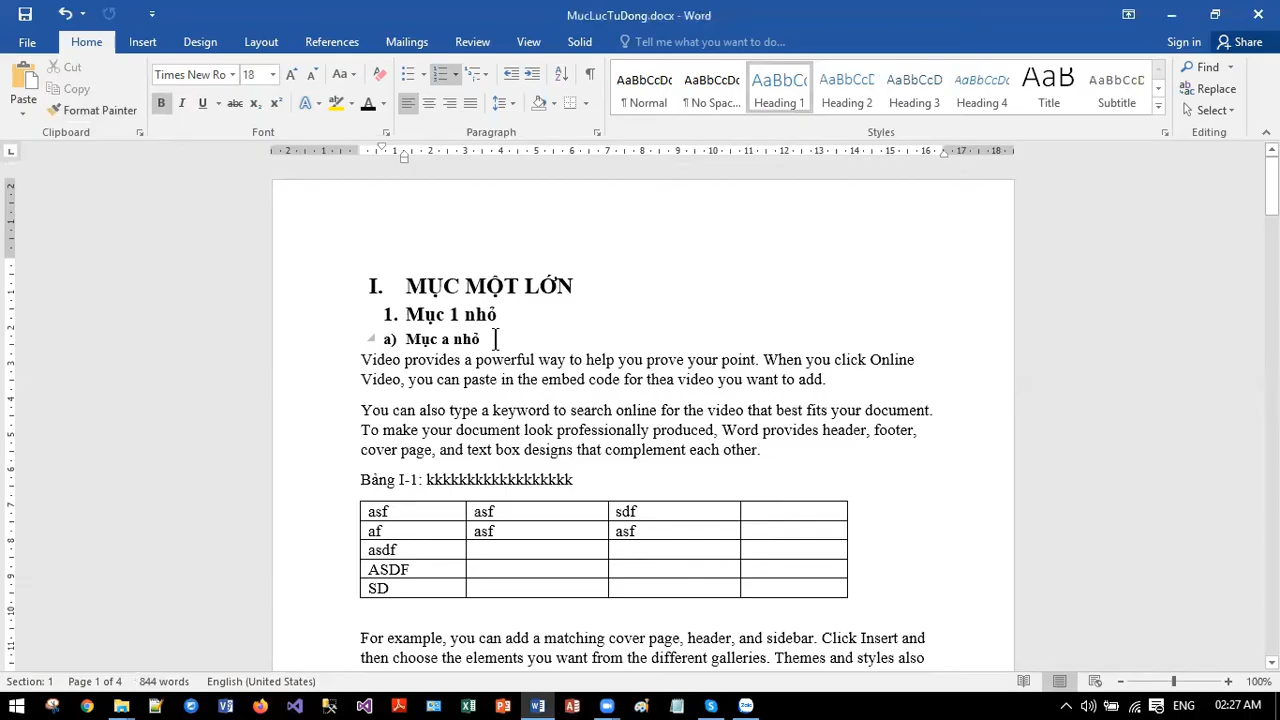 MucLucTuDong.docx - Word
File Home Insert Design Layout References Mailings Review View Solid Tell me what you want to do... Sign in Share
Paste Cut Copy Format Painter
Times New Ro 18
AaBbCcDc AaBbCcDc AaBbCc AaBbCcD AaBbCcD AaBbCcD AaB AaBbCcD
¶ Normal ¶ No Spac... Heading 1 Heading 2 Heading 3 Heading 4 Title Subtitle
Find Replace Select
Clipboard Font Paragraph Styles Editing
I. MỤC MỘT LỚN
1. Mục 1 nhỏ
a) Mục a nhỏ
Video provides a powerful way to help you prove your point. When you click Online
Video, you can paste in the embed code for thea video you want to add.
You can also type a keyword to search online for the video that best fits your document.
To make your document look professionally produced, Word provides header, footer,
cover page, and text box designs that complement each other.
Bảng I-1: kkkkkkkkkkkkkkkkkk
asf asf sdf
af asf asf
asdf
ASDF
SD
For example, you can add a matching cover page, header, and sidebar. Click Insert and
then choose the elements you want from the different galleries. Themes and styles also
Section: 1 Page 1 of 4 844 words English (United States) 100%
02:27 AM